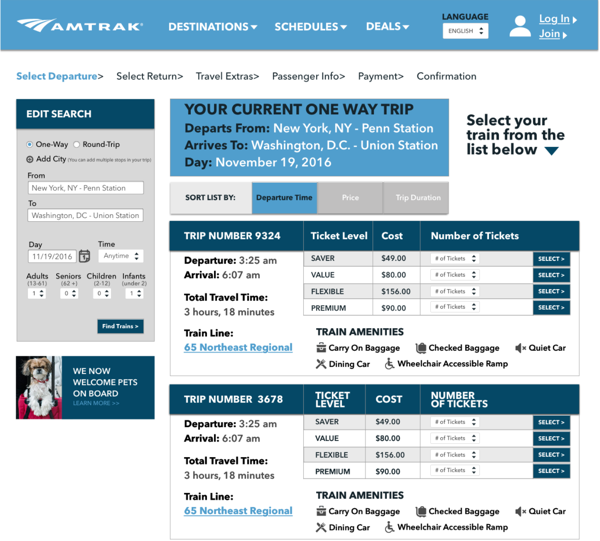 AMTRAK
DESTINATIONS
SCHEDULES
DEALS
LANGUAGE
ENGLISH
Log In
Join
Select Departure> Select Return> Travel Extras> Passenger Info> Payment> Confirmation
EDIT SEARCH
One-Way Round-Trip
Add City (You can add multiple stops in your trip)
From
New York, NY - Penn Station
To
Washington, DC - Union Station
Day Time
11/19/2016 Anytime
Adults Seniors Children Infants
(13-61) (62 +) (2-12) (under 2)
1 0 0 1
Find Trains >
WE NOW
WELCOME PETS
ON BOARD
LEARN MORE >>
YOUR CURRENT ONE WAY TRIP
Departs From: New York, NY - Penn Station
Arrives To: Washington, D.C. - Union Station
Day: November 19, 2016
Select your
train from the
list below
SORT LIST BY: Departure Time Price Trip Duration
TRIP NUMBER 9324 Ticket Level Cost Number of Tickets
Departure: 3:25 am
Arrival: 6:07 am
Total Travel Time:
3 hours, 18 minutes
Train Line:
65 Northeast Regional
SAVER $49.00 # of Tickets SELECT >
VALUE $80.00 # of Tickets SELECT >
FLEXIBLE $156.00 # of Tickets SELECT >
PREMIUM $90.00 # of Tickets SELECT >
TRAIN AMENITIES
Carry On Baggage Checked Baggage Quiet Car
Dining Car Wheelchair Accessible Ramp
TRIP NUMBER 3678 TICKET LEVEL COST NUMBER OF TICKETS
Departure: 3:25 am
Arrival: 6:07 am
Total Travel Time:
3 hours, 18 minutes
Train Line:
65 Northeast Regional
SAVER $49.00 # of Tickets SELECT >
VALUE $80.00 # of Tickets SELECT >
FLEXIBLE $156.00 # of Tickets SELECT >
PREMIUM $90.00 # of Tickets SELECT >
TRAIN AMENITIES
Carry On Baggage Checked Baggage Quiet Car
Dining Car Wheelchair Accessible Ramp